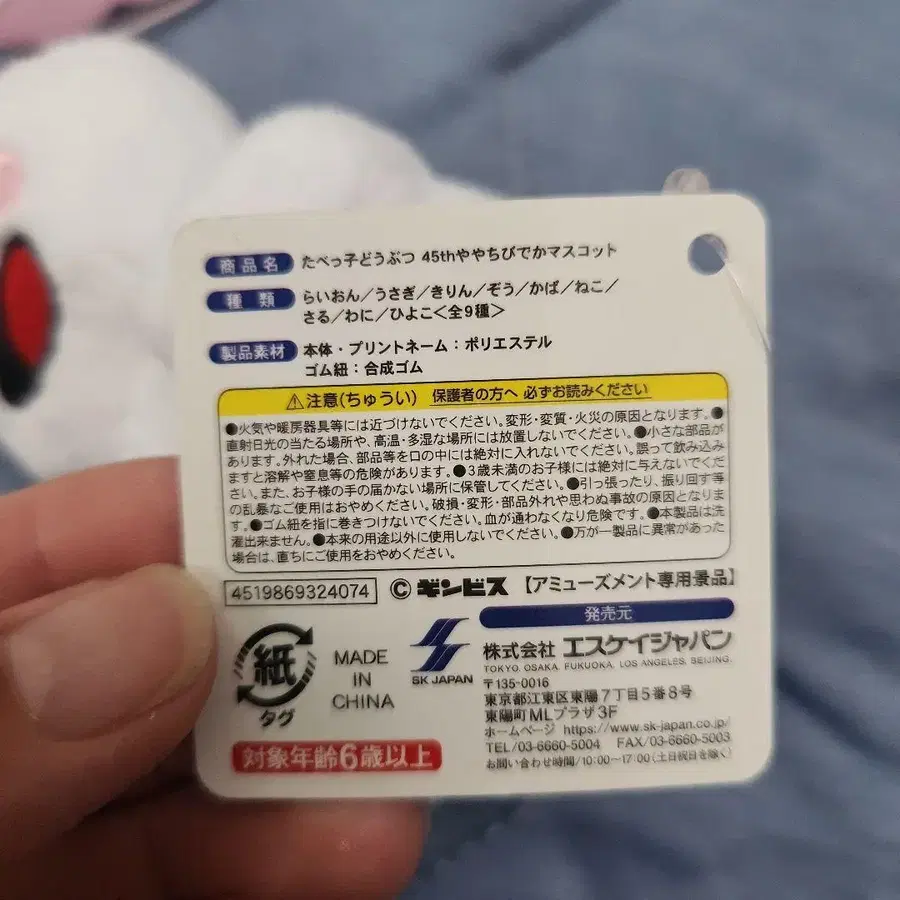 商品名 たべっ子どうぶつ 45thややちびでかマスコット
種類 らいおん／うさぎ／きりん／ぞう／かば／ねこ／
さる／わに／ひよこ＜全9種＞
製品素材 本体・プリントネーム：ポリエステル
ゴム紐：合成ゴム
⚠注意(ちゅうい) 保護者の方へ 必ずお読みください
●火気や暖房器具等には近づけないでください。変形・変質・火災の原因となります。●
直射日光の当たる場所や、高温・多湿な場所には放置しないでください。●小さな部品が
あります。外れた場合、部品等を口の中には絶対に入れないでください。誤って飲み込み
ますと溶解や窒息等の危険があります。●3歳未満のお子様には絶対に与えないでくだ
さい。また、お子様の手の届かない場所に保管してください。●引っ張ったり、振り回す等
の乱暴なご使用はおやめください。破損・変形・部品外れや思わぬ事故の原因となりま
す。●ゴム紐を指に巻きつけないでください。血が通わなくなり危険です。●本製品は洗
濯出来ません。●本来の用途以外に使用しないでください。●万が一製品に異常があった
場合は、直ちにご使用をおやめください。
4519869324074 ©ギンビス 【アミューズメント専用景品】
発売元
紙
タグ
MADE
IN
CHINA
SK JAPAN
株式会社 エスケイジャパン
TOKYO. OSAKA. FUKUOKA. LOS ANGELES. BEIJING.
〒135-0016
東京都江東区東陽7丁目5番8号
東陽町MLプラザ3F
ホームページ https://www.sk-japan.co.jp/
TEL/03-6660-5004 FAX/03-6660-5003
お問い合わせ時間/10:00～17:00(土日祝日を除く)
対象年齢6歳以上